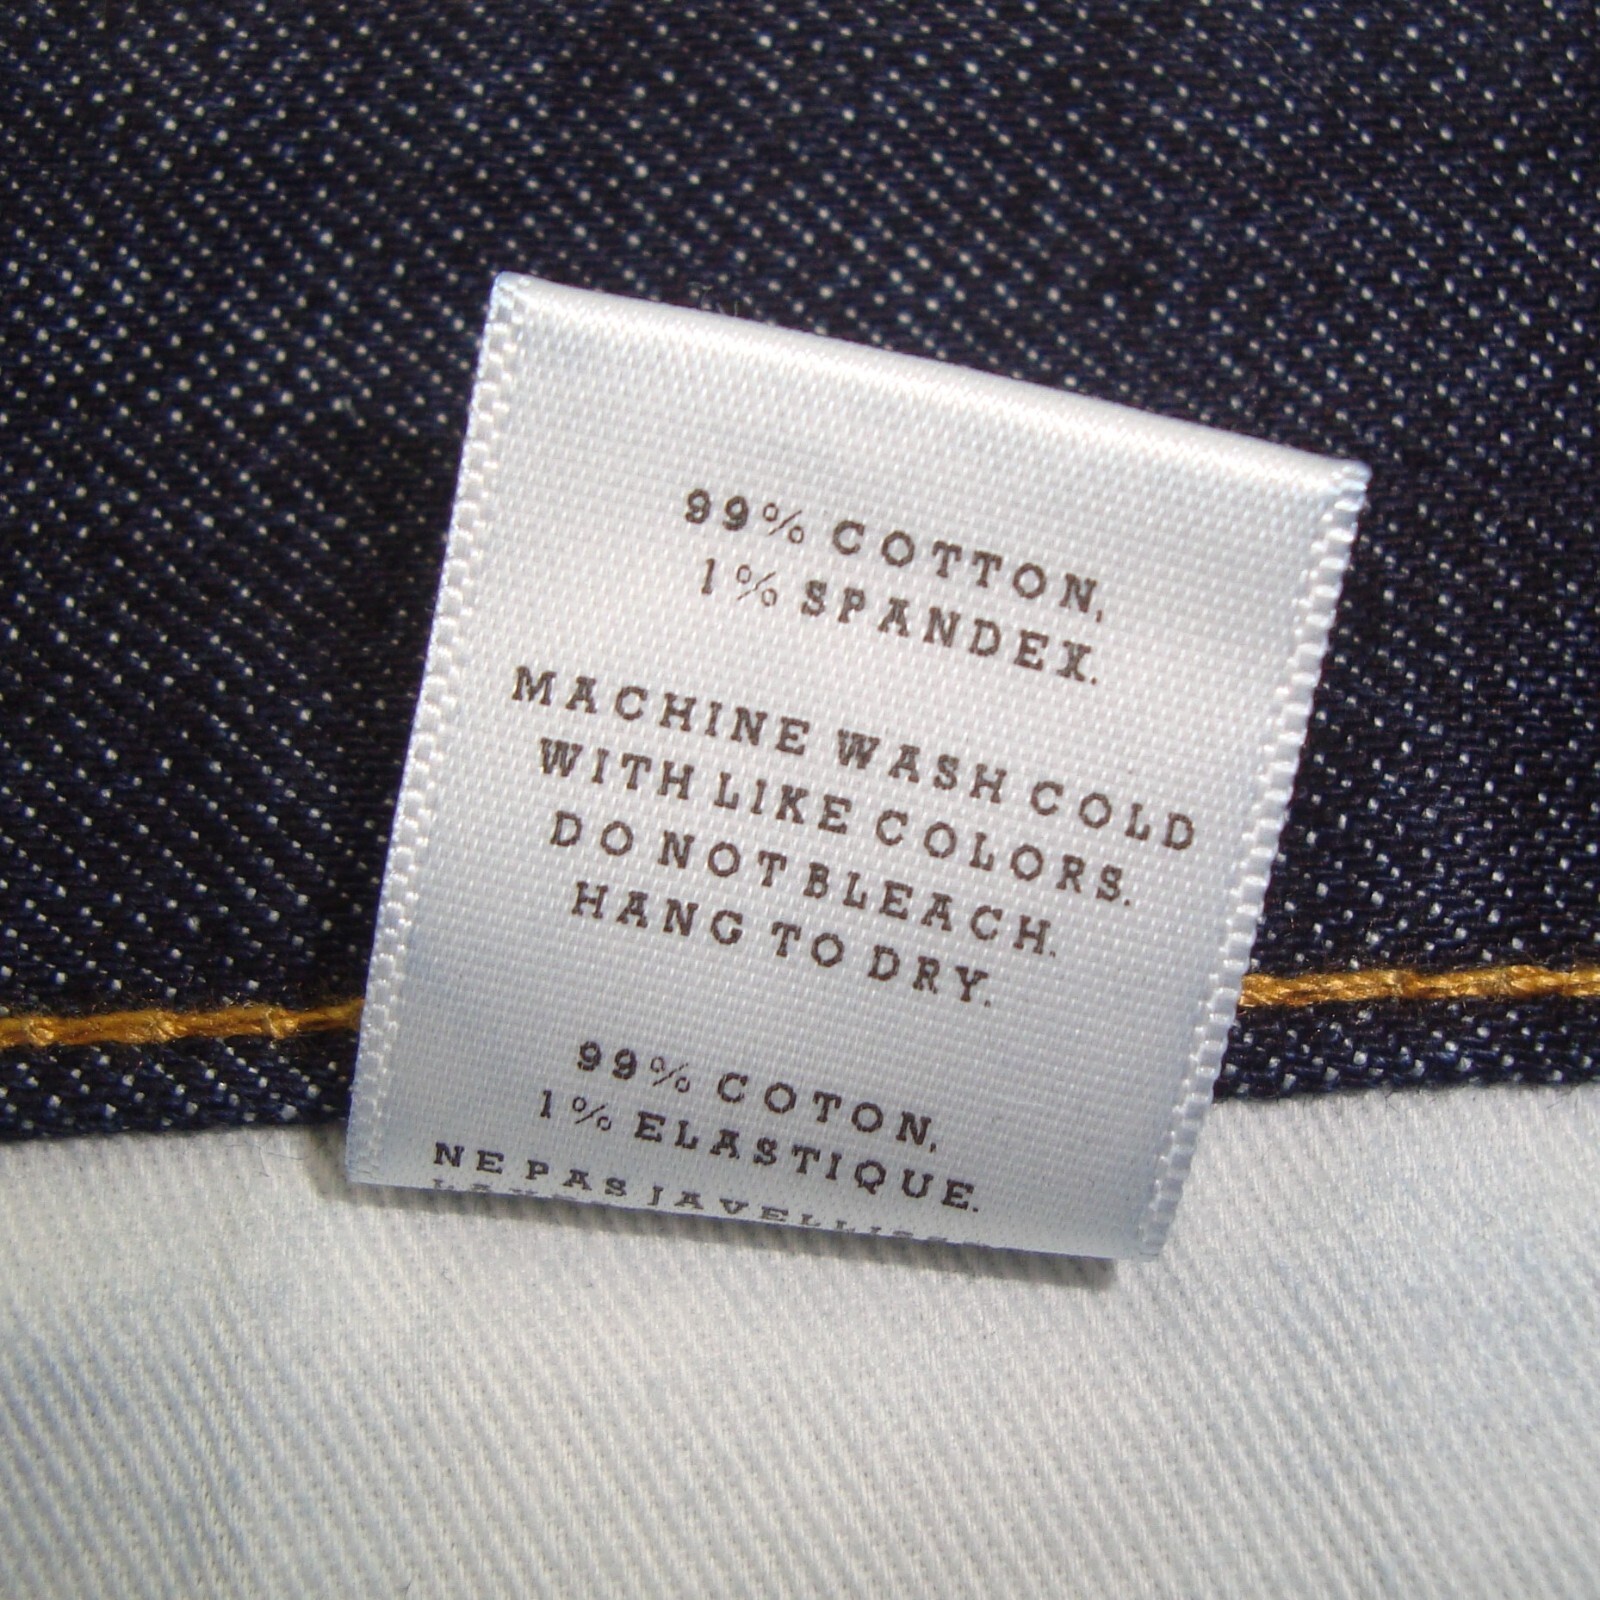 99% COTTON,
1% SPANDEX.
MACHINE WASH COLD
WITH LIKE COLORS.
DO NOT BLEACH.
HANG TO DRY.
99% COTON,
1% ELASTIQUE.
NE PAS JAVELLISER